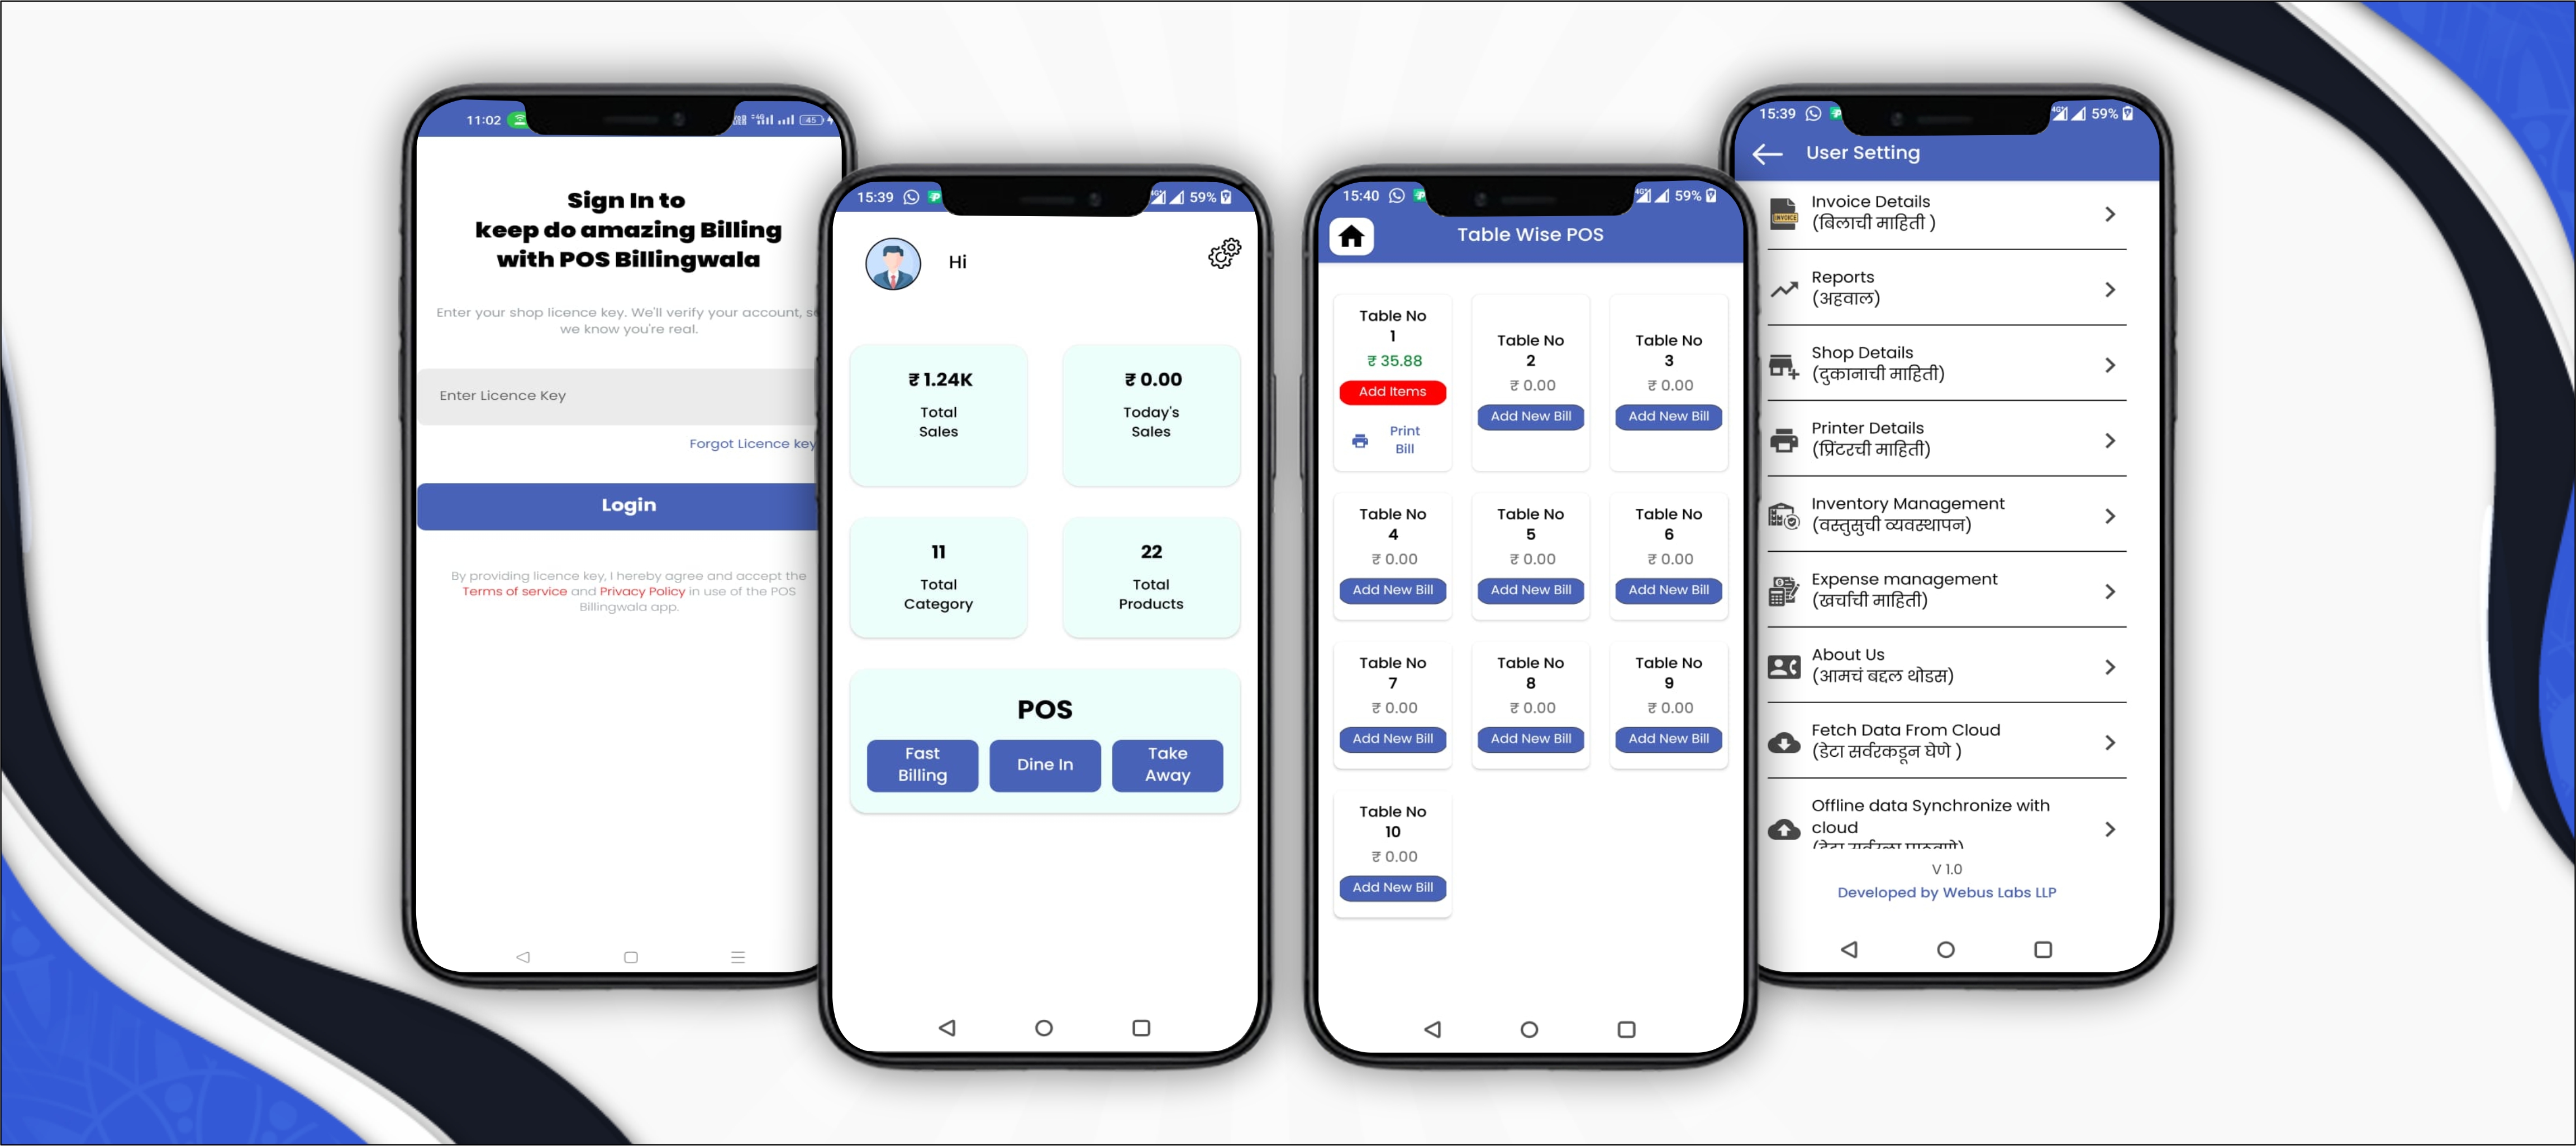 11:02
45
Sign In to
keep do amazing Billing
with POS Billingwala
Enter your shop licence key. We'll verify your account,
we know you're real.
Enter Licence Key
Forgot Licence key
Login
By providing licence key, I hereby agree and accept the
Terms of service and Privacy Policy in use of the POS
Billingwala app.
15:39
4G+ 59%
Hi
₹ 1.24K
Total
Sales
₹ 0.00
Today's
Sales
11
Total
Category
22
Total
Products
POS
Fast
Billing
Dine In
Take
Away
15:40
4G+ 59%
Table Wise POS
Table No
1
₹ 35.88
Add Items
Print
Bill
Table No
2
₹ 0.00
Add New Bill
Table No
3
₹ 0.00
Add New Bill
Table No
4
₹ 0.00
Add New Bill
Table No
5
₹ 0.00
Add New Bill
Table No
6
₹ 0.00
Add New Bill
Table No
7
₹ 0.00
Add New Bill
Table No
8
₹ 0.00
Add New Bill
Table No
9
₹ 0.00
Add New Bill
Table No
10
₹ 0.00
Add New Bill
15:39
4G+ 59%
User Setting
INVOICE
Invoice Details
(बिलाची माहिती )
Reports
(अहवाल)
Shop Details
(दुकानाची माहिती)
Printer Details
(प्रिंटरची माहिती)
Inventory Management
(वस्तुसुची व्यवस्थापन)
Expense management
(खर्चाची माहिती)
About Us
(आमचं बद्दल थोडस)
Fetch Data From Cloud
(डेटा सर्वरकडून घेणे )
Offline data Synchronize with
cloud
V 1.0
Developed by Webus Labs LLP